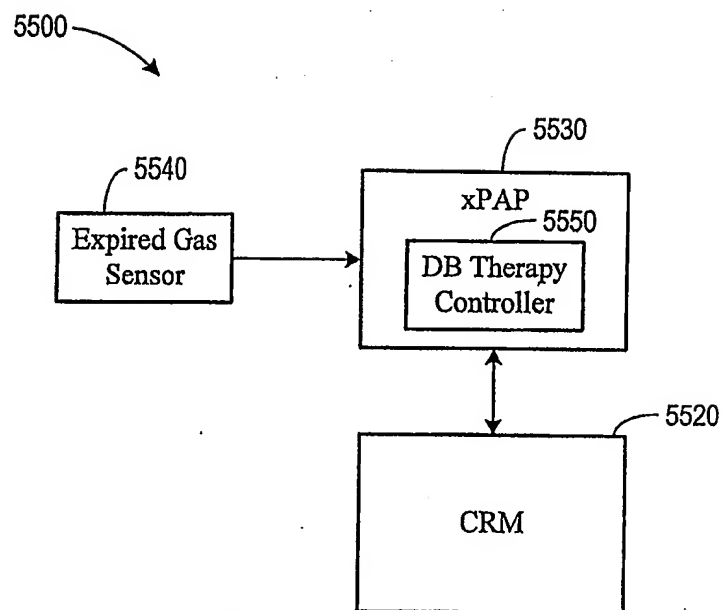 5500
5530
5540
xPAP
5550
Expired Gas
Sensor
DB Therapy
Controller
5520
CRM